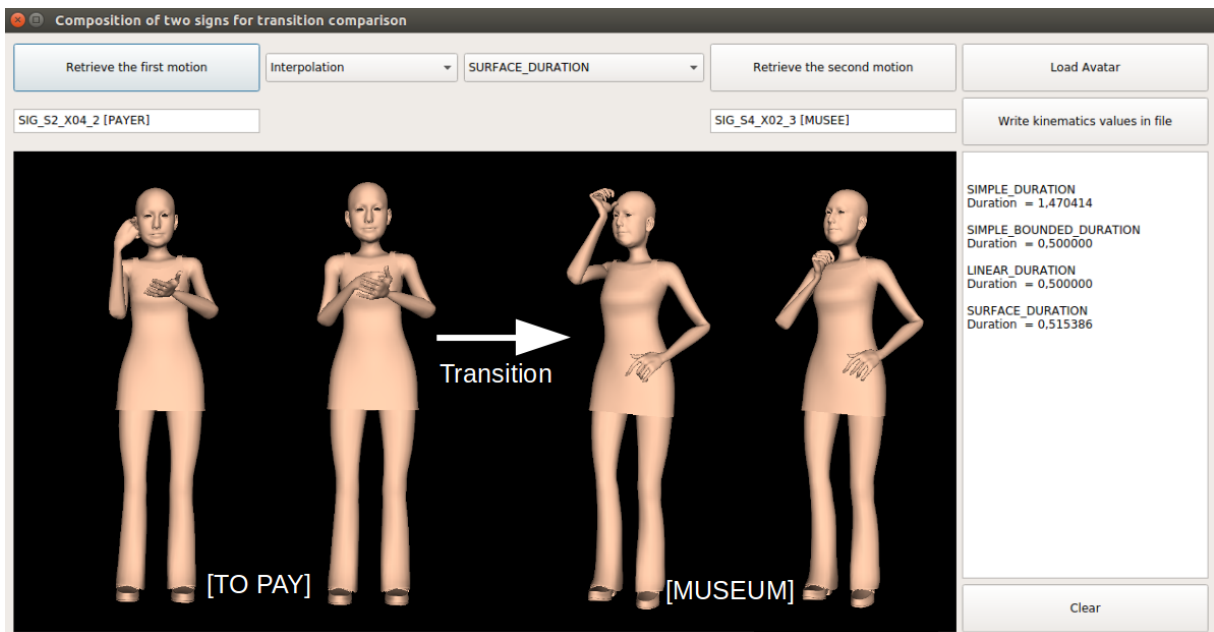 Composition of two signs for transition comparison
Retrieve the first motion
Interpolation
SURFACE_DURATION
Retrieve the second motion
Load Avatar
SIG_S2_X04_2 [PAYER]
SIG_S4_X02_3 [MUSEE]
Write kinematics values in file
SIMPLE_DURATION
Duration = 1,470414
SIMPLE_BOUNDED_DURATION
Duration = 0,500000
LINEAR_DURATION
Duration = 0,500000
SURFACE_DURATION
Duration = 0,515386
Transition
[TO PAY]
[MUSEUM]
Clear